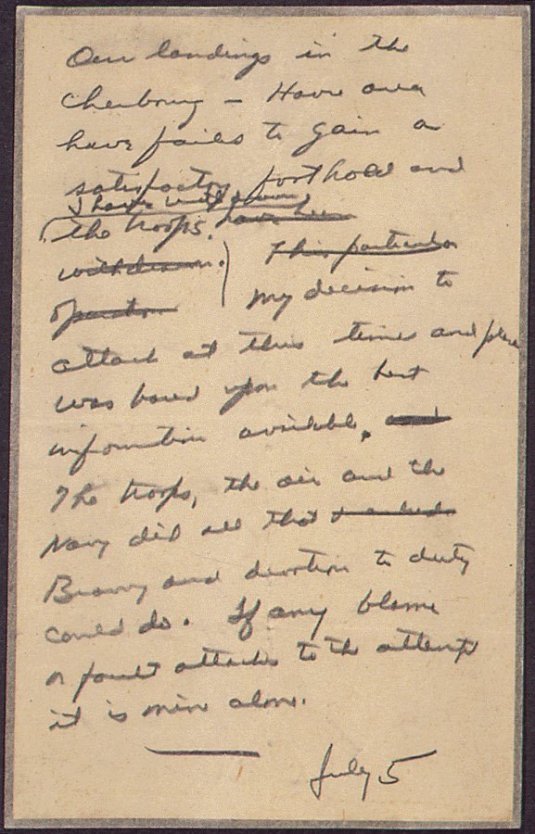 Our landings in the
Cherbourg – Havre area
have failed to gain a
satisfactory foothold and
I have withdrawn
the troops. have been
withdrawn. This particular
operation My decision to
attack at this time and place
was based upon the best
information available, and
The troops, the air and the
Navy did all that
Bravery and devotion to duty
could do. If any blame
or fault attaches to the attempt
it is mine alone.
July 5